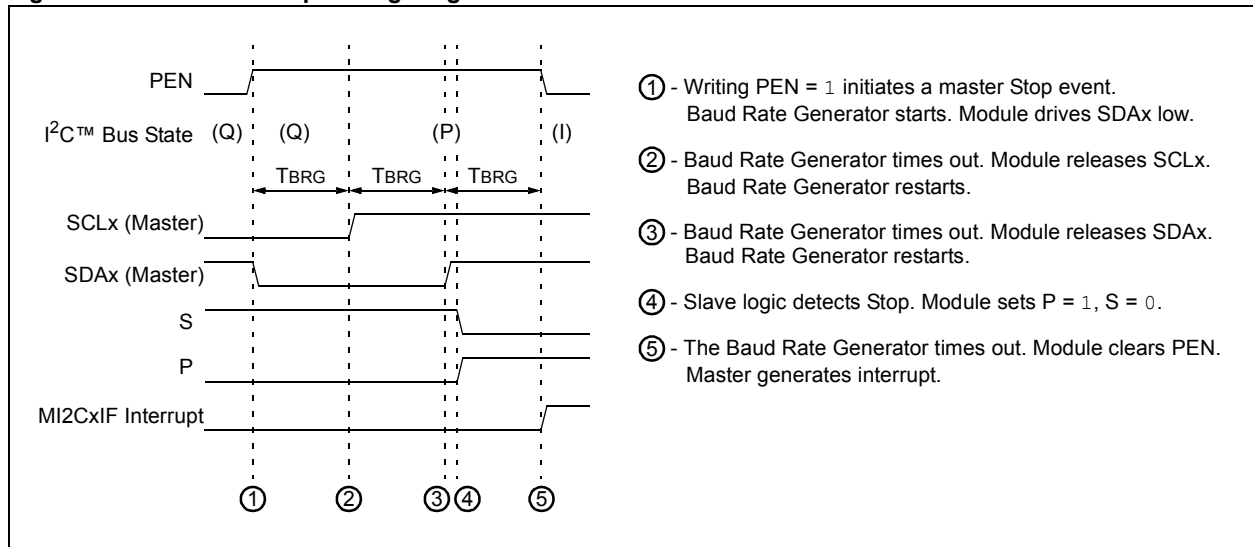 PEN
I2C™ Bus State (Q) (Q) (P) (I)
TBRG TBRG TBRG
SCLx (Master)
SDAx (Master)
S
P
MI2CxIF Interrupt
1 2 3 4 5
1 - Writing PEN = 1 initiates a master Stop event.
Baud Rate Generator starts. Module drives SDAx low.
2 - Baud Rate Generator times out. Module releases SCLx.
Baud Rate Generator restarts.
3 - Baud Rate Generator times out. Module releases SDAx.
Baud Rate Generator restarts.
4 - Slave logic detects Stop. Module sets P = 1, S = 0.
5 - The Baud Rate Generator times out. Module clears PEN.
Master generates interrupt.